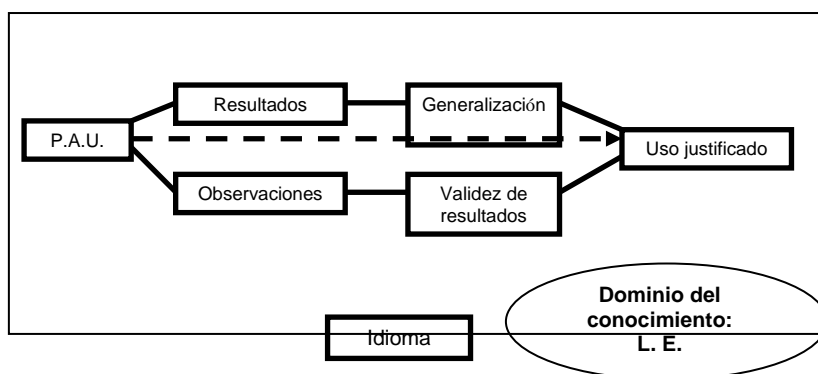 Resultados
Generalización
P.A.U.
Uso justificado
Observaciones
Validez de
resultados
Dominio del
conocimiento:
L. E.
Idioma